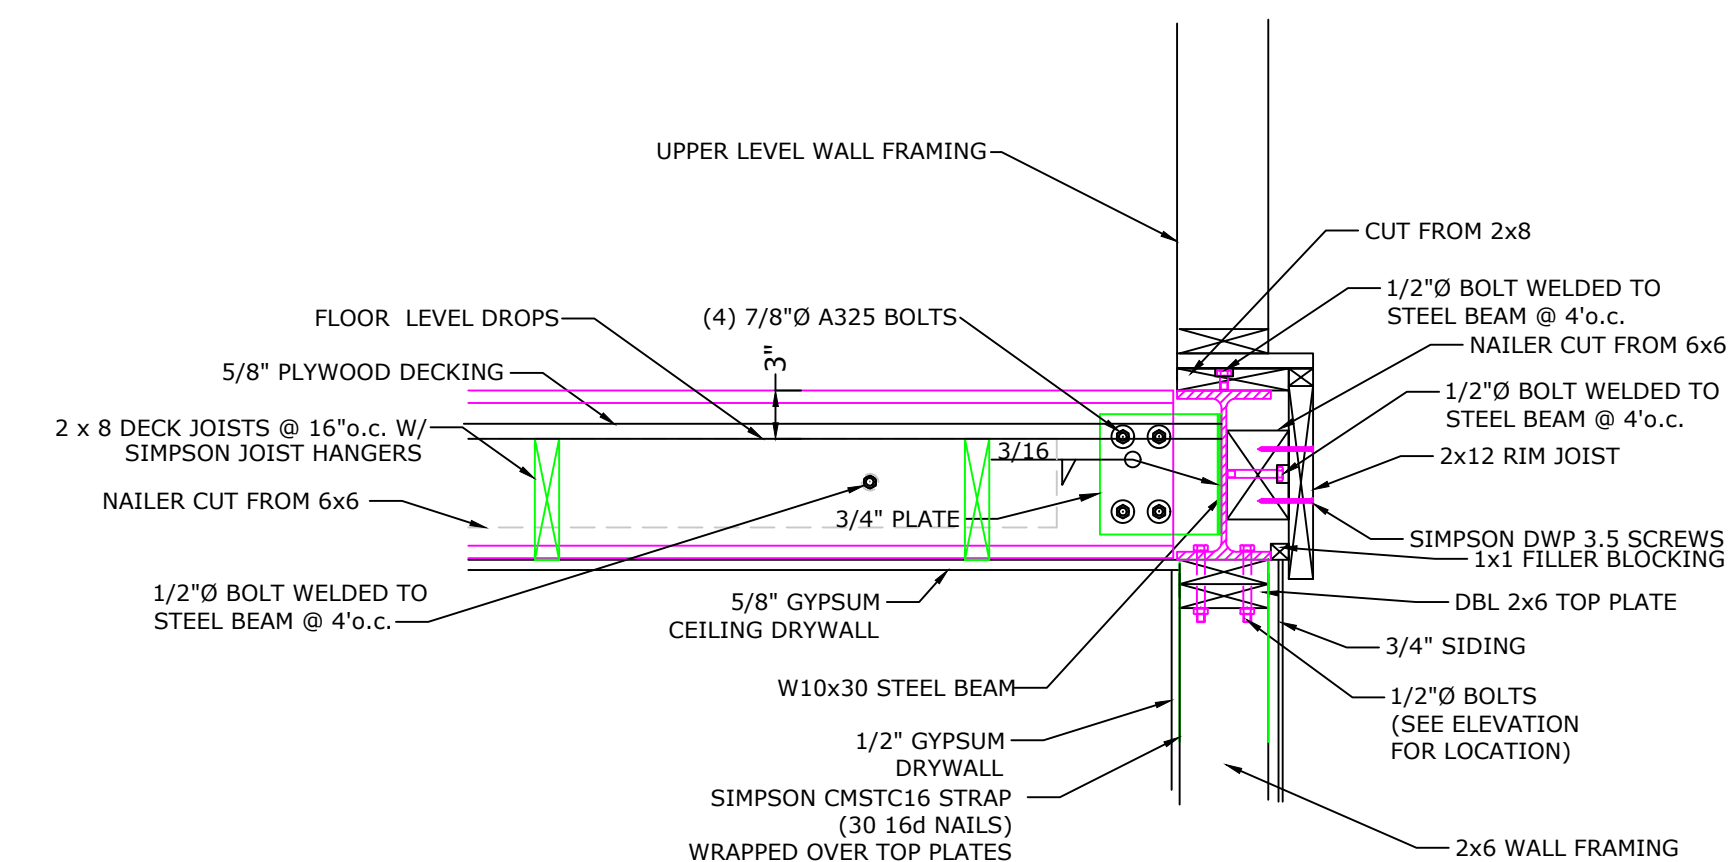 UPPER LEVEL WALL FRAMING
CUT FROM 2x8
1/2"Ø BOLT WELDED TO
STEEL BEAM @ 4'o.c.
FLOOR  LEVEL DROPS
(4) 7/8"Ø A325 BOLTS
NAILER CUT FROM 6x6
3"
5/8" PLYWOOD DECKING
1/2"Ø BOLT WELDED TO
STEEL BEAM @ 4'o.c.
2 x 8 DECK JOISTS @ 16"o.c. W/
SIMPSON JOIST HANGERS
3/16
2x12 RIM JOIST
NAILER CUT FROM 6x6
3/4" PLATE
SIMPSON DWP 3.5 SCREWS
1x1 FILLER BLOCKING
1/2"Ø BOLT WELDED TO
STEEL BEAM @ 4'o.c.
5/8" GYPSUM
CEILING DRYWALL
DBL 2x6 TOP PLATE
3/4" SIDING
W10x30 STEEL BEAM
1/2"Ø BOLTS
(SEE ELEVATION
FOR LOCATION)
1/2" GYPSUM
DRYWALL
SIMPSON CMSTC16 STRAP
(30 16d NAILS)
WRAPPED OVER TOP PLATES
2x6 WALL FRAMING